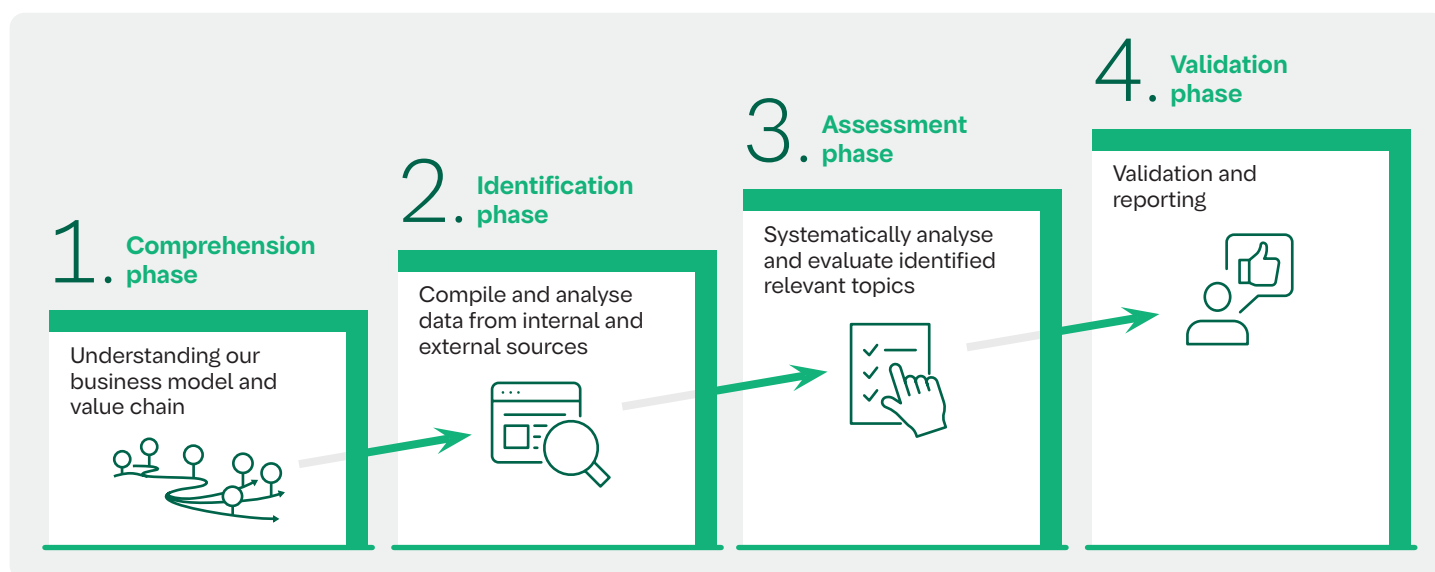 1. Comprehension
phase
Understanding our
business model and
value chain
2. Identification
phase
Compile and analyse
data from internal and
external sources
3. Assessment
phase
Systematically analyse
and evaluate identified
relevant topics
4. Validation
phase
Validation and
reporting